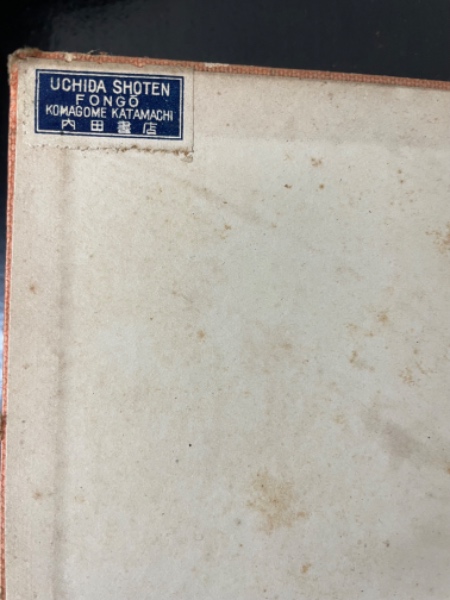 UCHIDA SHOTEN
FONGŌ
KOMAGOME KATAMACHI
内田書店